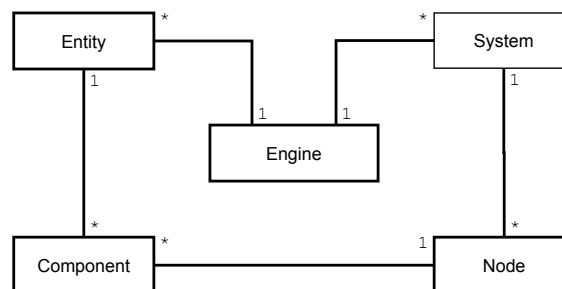 Entity
*
*
System
1
1
1
1
Engine
*
*
1
*
Component
Node